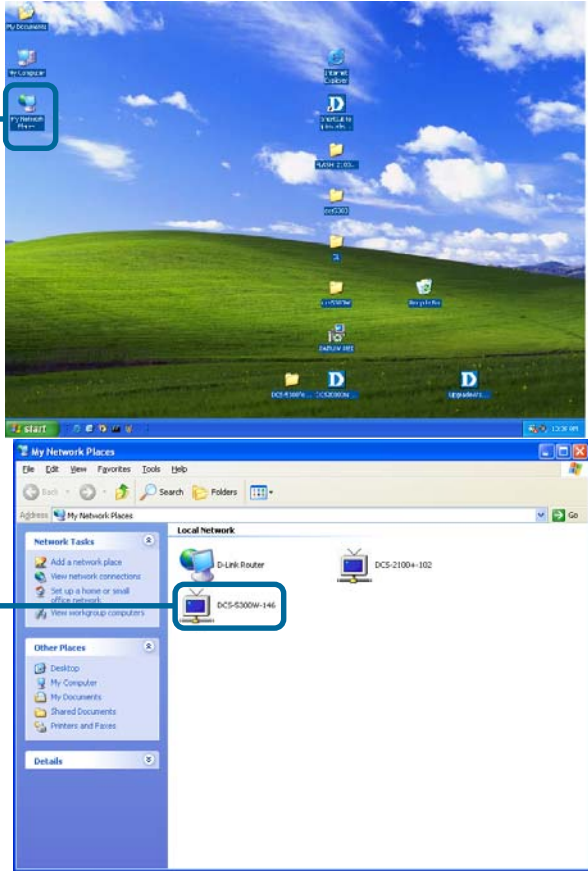 My Documents
My Computer
My Network
Places
Internet
Explorer
Shortcut to
Recycle Bin
start
My Network Places
File Edit View Favorites Tools Help
Back Search Folders
Address My Network Places Go
Network Tasks
Add a network place
View network connections
Set up a home or small
office network
View workgroup computers
Other Places
Desktop
My Computer
My Documents
Shared Documents
Printers and Faxes
Details
Local Network
D-Link Router
DCS-2100+-102
DCS-5300W-146